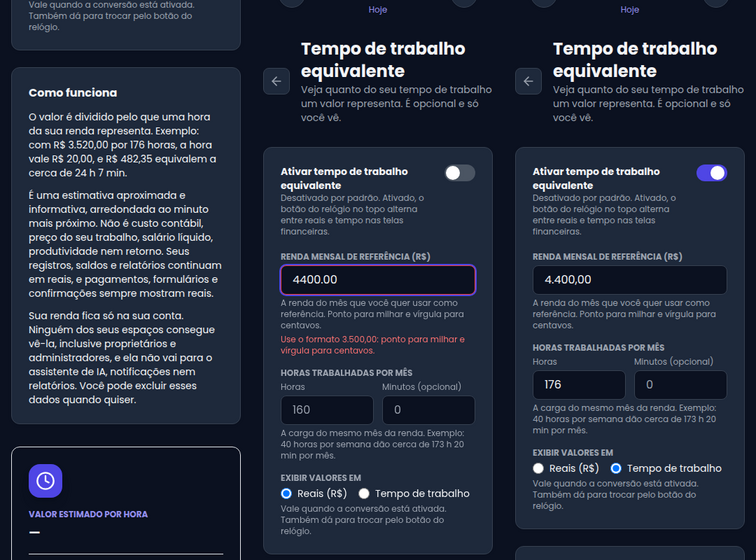 Vale quando a conversão está ativada.
Também dá para trocar pelo botão do
relógio.
Como funciona
O valor é dividido pelo que uma hora
da sua renda representa. Exemplo:
com R$ 3.520,00 por 176 horas, a hora
vale R$ 20,00, e R$ 482,35 equivalem a
cerca de 24 h 7 min.
É uma estimativa aproximada e
informativa, arredondada ao minuto
mais próximo. Não é custo contábil,
preço do seu trabalho, salário líquido,
produtividade nem retorno. Seus
registros, saldos e relatórios continuam
em reais, e pagamentos, formulários e
confirmações sempre mostram reais.
Sua renda fica só na sua conta.
Ninguém dos seus espaços consegue
vê-la, inclusive proprietários e
administradores, e ela não vai para o
assistente de IA, notificações nem
relatórios. Você pode excluir esses
dados quando quiser.
VALOR ESTIMADO POR HORA
—
Hoje
Tempo de trabalho
equivalente
Veja quanto do seu tempo de trabalho
um valor representa. É opcional e só
você vê.
Ativar tempo de trabalho
equivalente
Desativado por padrão. Ativado, o
botão do relógio no topo alterna
entre reais e tempo nas telas
financeiras.
RENDA MENSAL DE REFERÊNCIA (R$)
4400.00
A renda do mês que você quer usar como
referência. Ponto para milhar e vírgula para
centavos.
Use o formato 3.500,00: ponto para milhar e
vírgula para centavos.
HORAS TRABALHADAS POR MÊS
Horas Minutos (opcional)
160 0
A carga do mesmo mês da renda. Exemplo:
40 horas por semana dão cerca de 173 h 20
min por mês.
EXIBIR VALORES EM
Reais (R$) Tempo de trabalho
Vale quando a conversão está ativada.
Também dá para trocar pelo botão do
relógio.
Hoje
Tempo de trabalho
equivalente
Veja quanto do seu tempo de trabalho
um valor representa. É opcional e só
você vê.
Ativar tempo de trabalho
equivalente
Desativado por padrão. Ativado, o
botão do relógio no topo alterna
entre reais e tempo nas telas
financeiras.
RENDA MENSAL DE REFERÊNCIA (R$)
4.400,00
A renda do mês que você quer usar como
referência. Ponto para milhar e vírgula para
centavos.
HORAS TRABALHADAS POR MÊS
Horas Minutos (opcional)
176 0
A carga do mesmo mês da renda. Exemplo:
40 horas por semana dão cerca de 173 h 20
min por mês.
EXIBIR VALORES EM
Reais (R$) Tempo de trabalho
Vale quando a conversão está ativada.
Também dá para trocar pelo botão do
relógio.